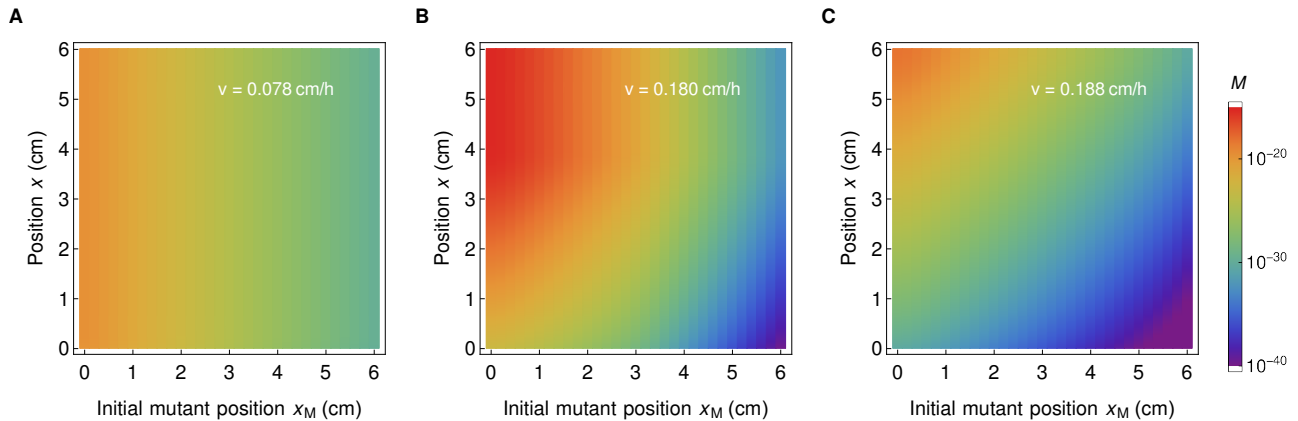 A
B
C
v = 0.078 cm/h
v = 0.180 cm/h
v = 0.188 cm/h
M
10⁻²⁰
10⁻³⁰
10⁻⁴⁰
Position x (cm)
6
5
4
3
2
1
0
0 1 2 3 4 5 6
Initial mutant position x_M (cm)
Position x (cm)
6
5
4
3
2
1
0
0 1 2 3 4 5 6
Initial mutant position x_M (cm)
Position x (cm)
6
5
4
3
2
1
0
0 1 2 3 4 5 6
Initial mutant position x_M (cm)